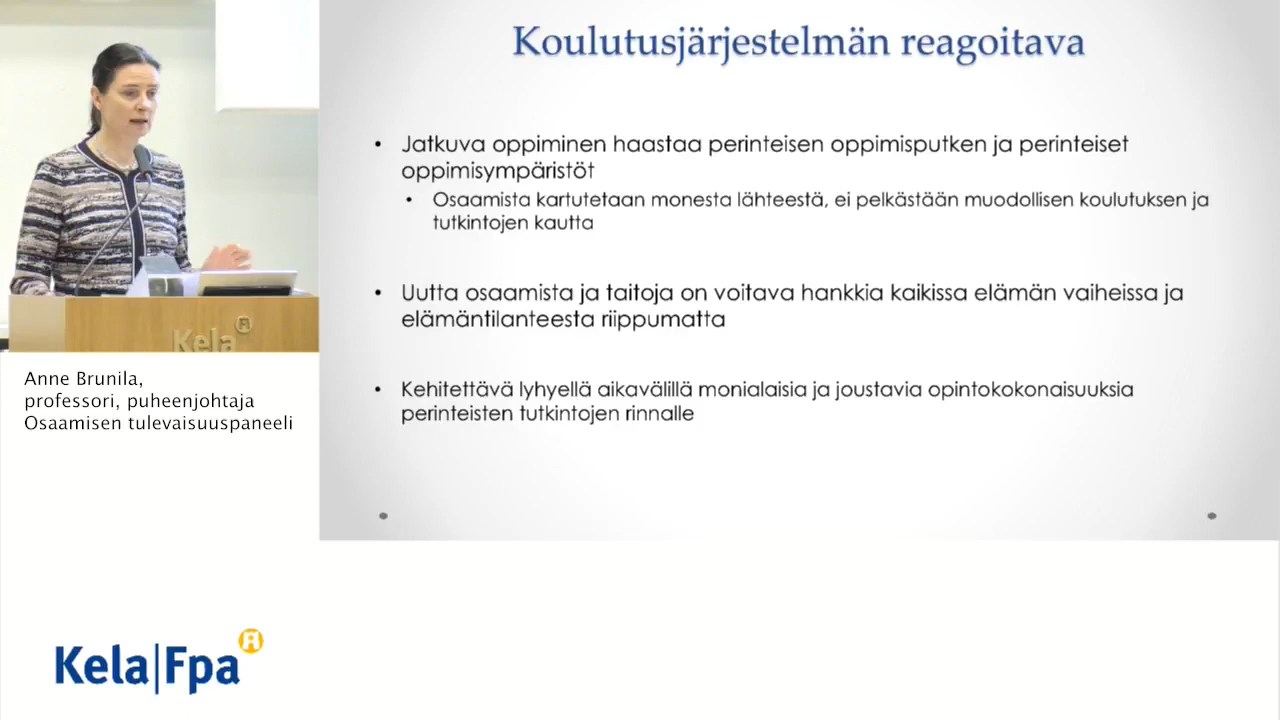 Koulutusjärjestelmän reagoitava
• Jatkuva oppiminen haastaa perinteisen oppimisputken ja perinteiset
oppimisympäristöt
• Osaamista kartutetaan monesta lähteestä, ei pelkästään muodollisen koulutuksen ja
tutkintojen kautta
• Uutta osaamista ja taitoja on voitava hankkia kaikissa elämän vaiheissa ja
elämäntilanteesta riippumatta
• Kehitettävä lyhyellä aikavälillä monialaisia ja joustavia opintokokonaisuuksia
perinteisten tutkintojen rinnalle
Kela
Anne Brunila,
professori, puheenjohtaja
Osaamisen tulevaisuuspaneeli
Kela|Fpa